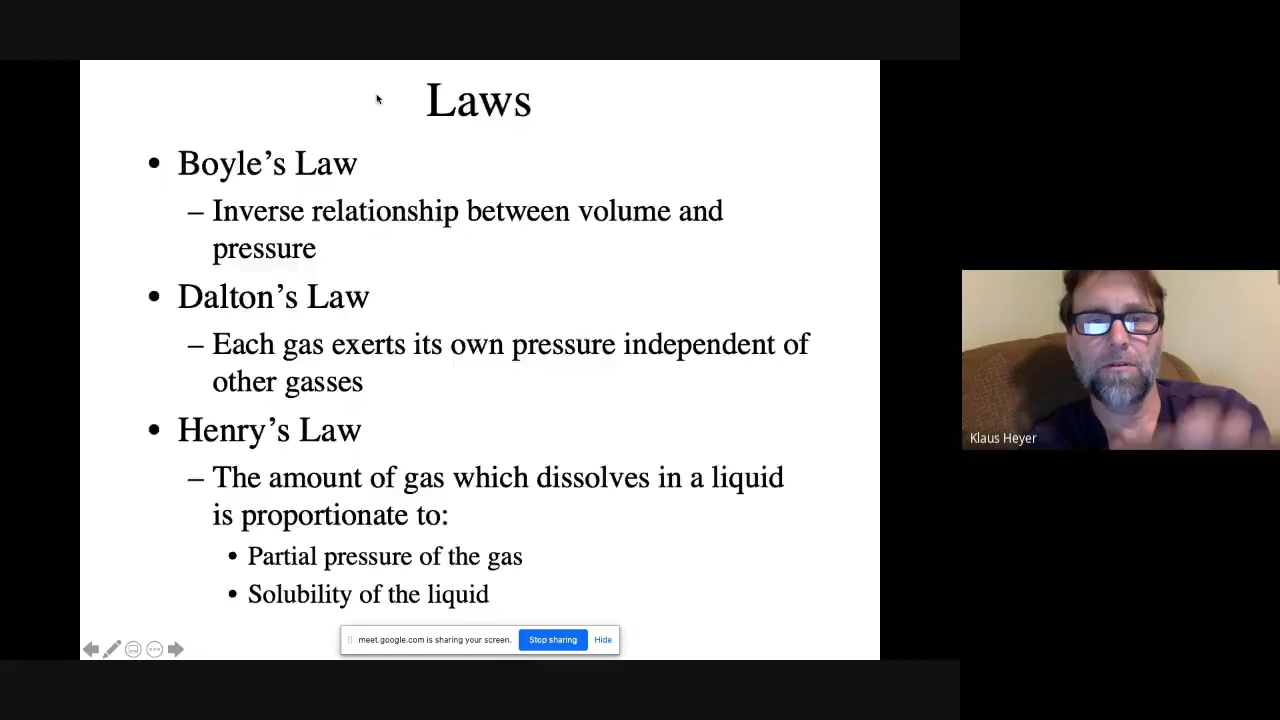 Laws
• Boyle’s Law
– Inverse relationship between volume and
pressure
• Dalton’s Law
– Each gas exerts its own pressure independent of
other gasses
• Henry’s Law
– The amount of gas which dissolves in a liquid
is proportionate to:
• Partial pressure of the gas
• Solubility of the liquid
meet.google.com is sharing your screen. Stop sharing Hide
Klaus Heyer